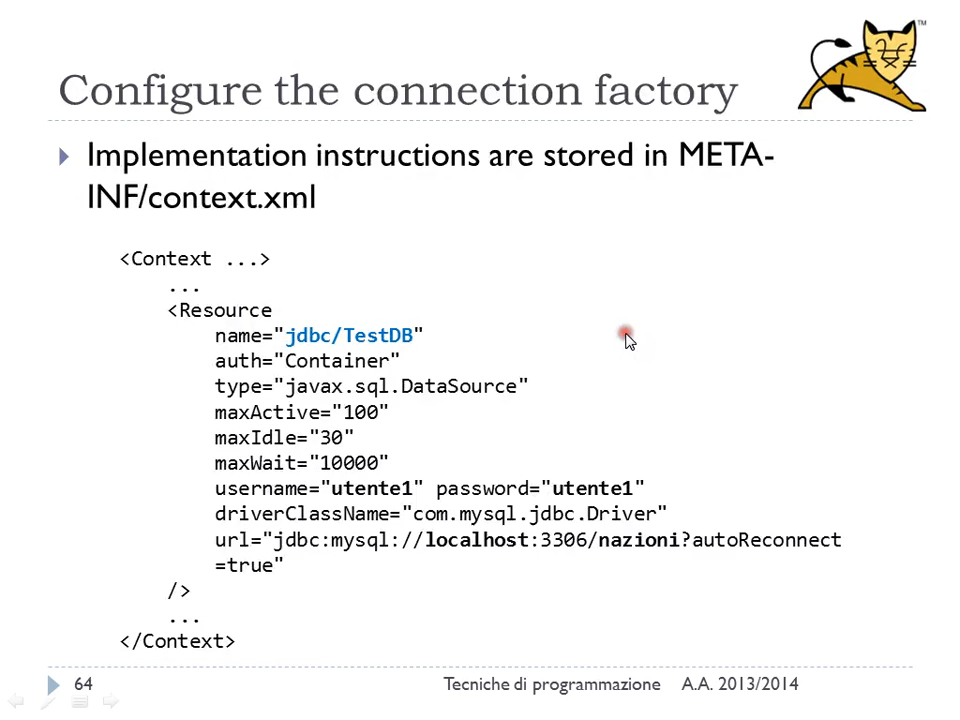 Configure the connection factory
Implementation instructions are stored in META-
INF/context.xml
<Context ...>
...
<Resource
name="jdbc/TestDB"
auth="Container"
type="javax.sql.DataSource"
maxActive="100"
maxIdle="30"
maxWait="10000"
username="utente1" password="utente1"
driverClassName="com.mysql.jdbc.Driver"
url="jdbc:mysql://localhost:3306/nazioni?autoReconnect
=true"
/>
...
</Context>
64 Tecniche di programmazione A.A. 2013/2014